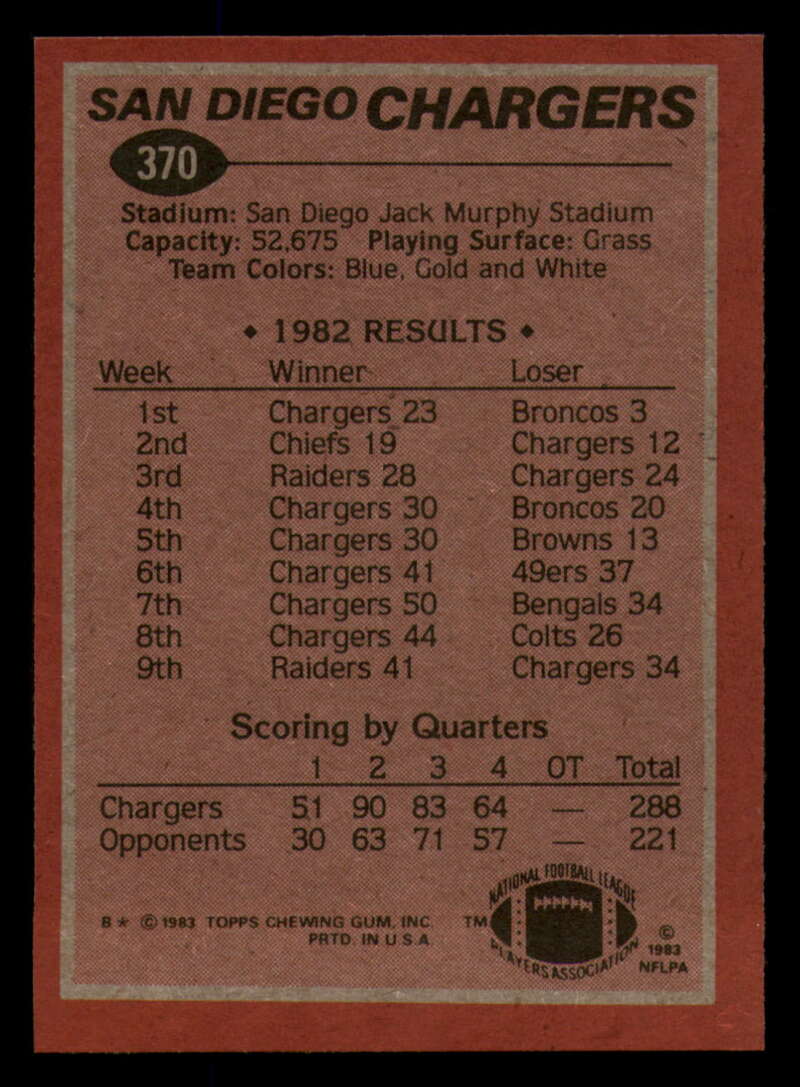 SAN DIEGO CHARGERS
370
Stadium: San Diego Jack Murphy Stadium
Capacity: 52,675 Playing Surface: Grass
Team Colors: Blue, Gold and White
◆ 1982 RESULTS ◆
Week Winner Loser
1st Chargers 23 Broncos 3
2nd Chiefs 19 Chargers 12
3rd Raiders 28 Chargers 24
4th Chargers 30 Broncos 20
5th Chargers 30 Browns 13
6th Chargers 41 49ers 37
7th Chargers 50 Bengals 34
8th Chargers 44 Colts 26
9th Raiders 41 Chargers 34
Scoring by Quarters
1 2 3 4 OT Total
Chargers 51 90 83 64 — 288
Opponents 30 63 71 57 — 221
NATIONAL FOOTBALL LEAGUE
B * © 1983 TOPPS CHEWING GUM, INC. TM
PRTD. IN U.S.A.
PLAYERS ASSOCIATION
©
1983
NFLPA